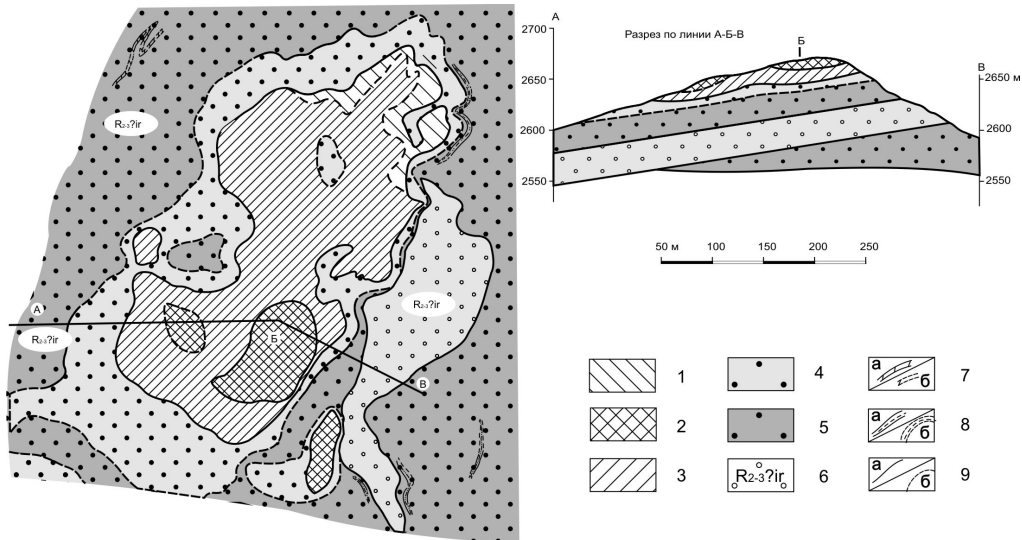 R2-3?ir
А
R2-3?ir
Б
R2-3?ir
В
А
Разрез по линии А-Б-В
Б
В
2700
2650
2600
2550
2650 м
2600
2550
50 м 100 150 200 250
1
2
3
4
5
R2-3?ir 6
а б 7
а б 8
а б 9